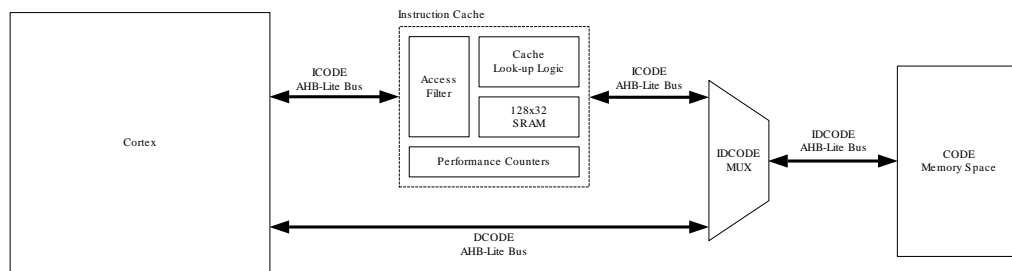 Instruction Cache
Cortex
ICODE
AHB-Lite Bus
Access
Filter
Cache
Look-up Logic
128x32
SRAM
Performance Counters
ICODE
AHB-Lite Bus
IDCODE
MUX
IDCODE
AHB-Lite Bus
CODE
Memory Space
DCODE
AHB-Lite Bus